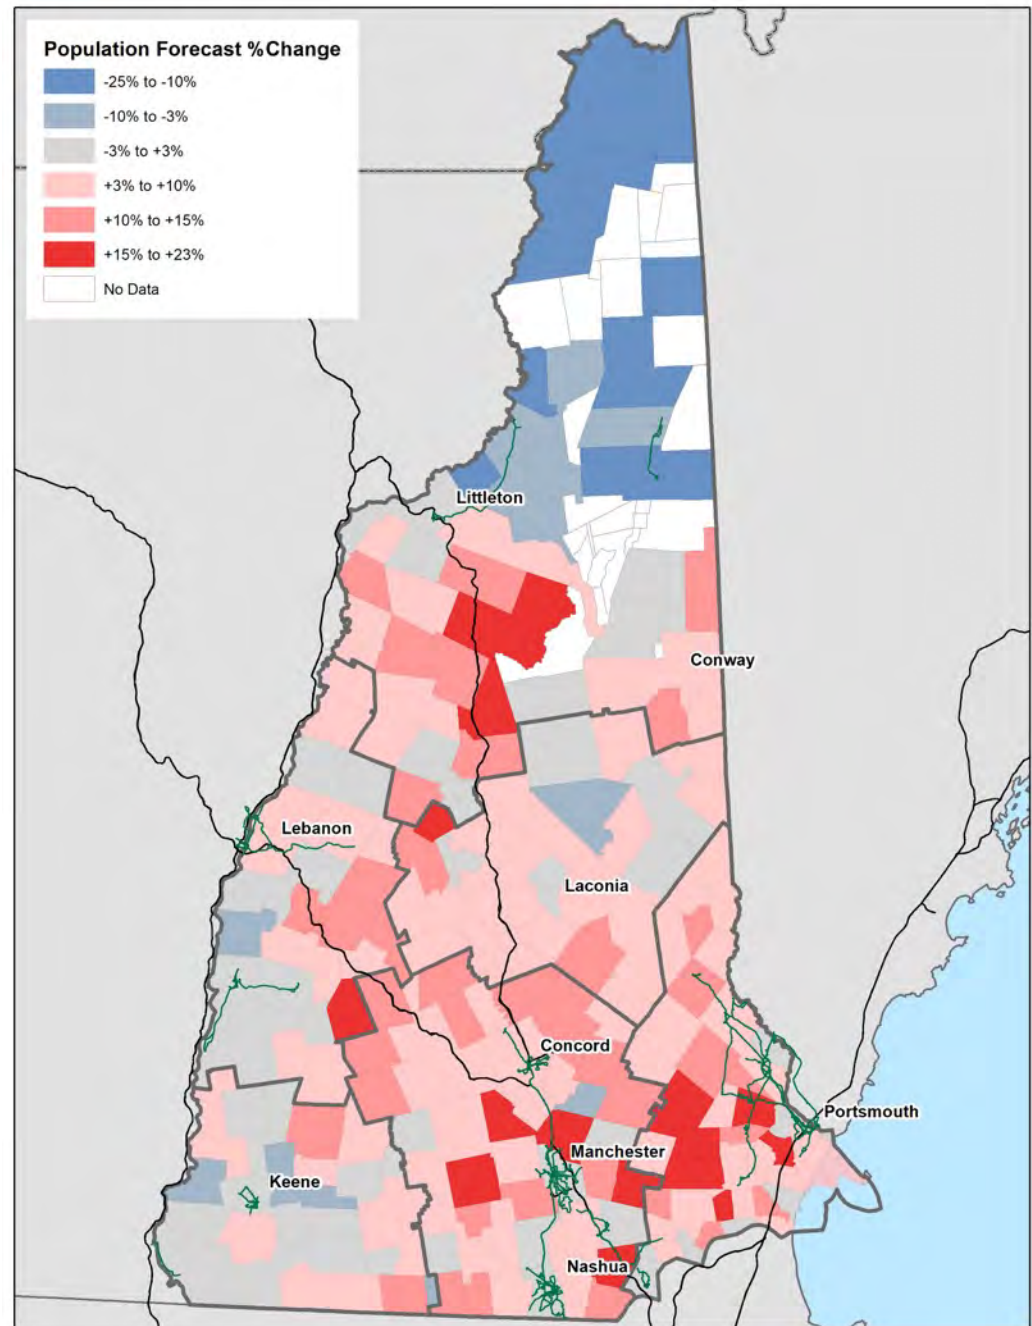 Population Forecast %Change
-25% to -10%
-10% to -3%
-3% to +3%
+3% to +10%
+10% to +15%
+15% to +23%
No Data
Littleton
Conway
Lebanon
Laconia
Concord
Portsmouth
Manchester
Keene
Nashua